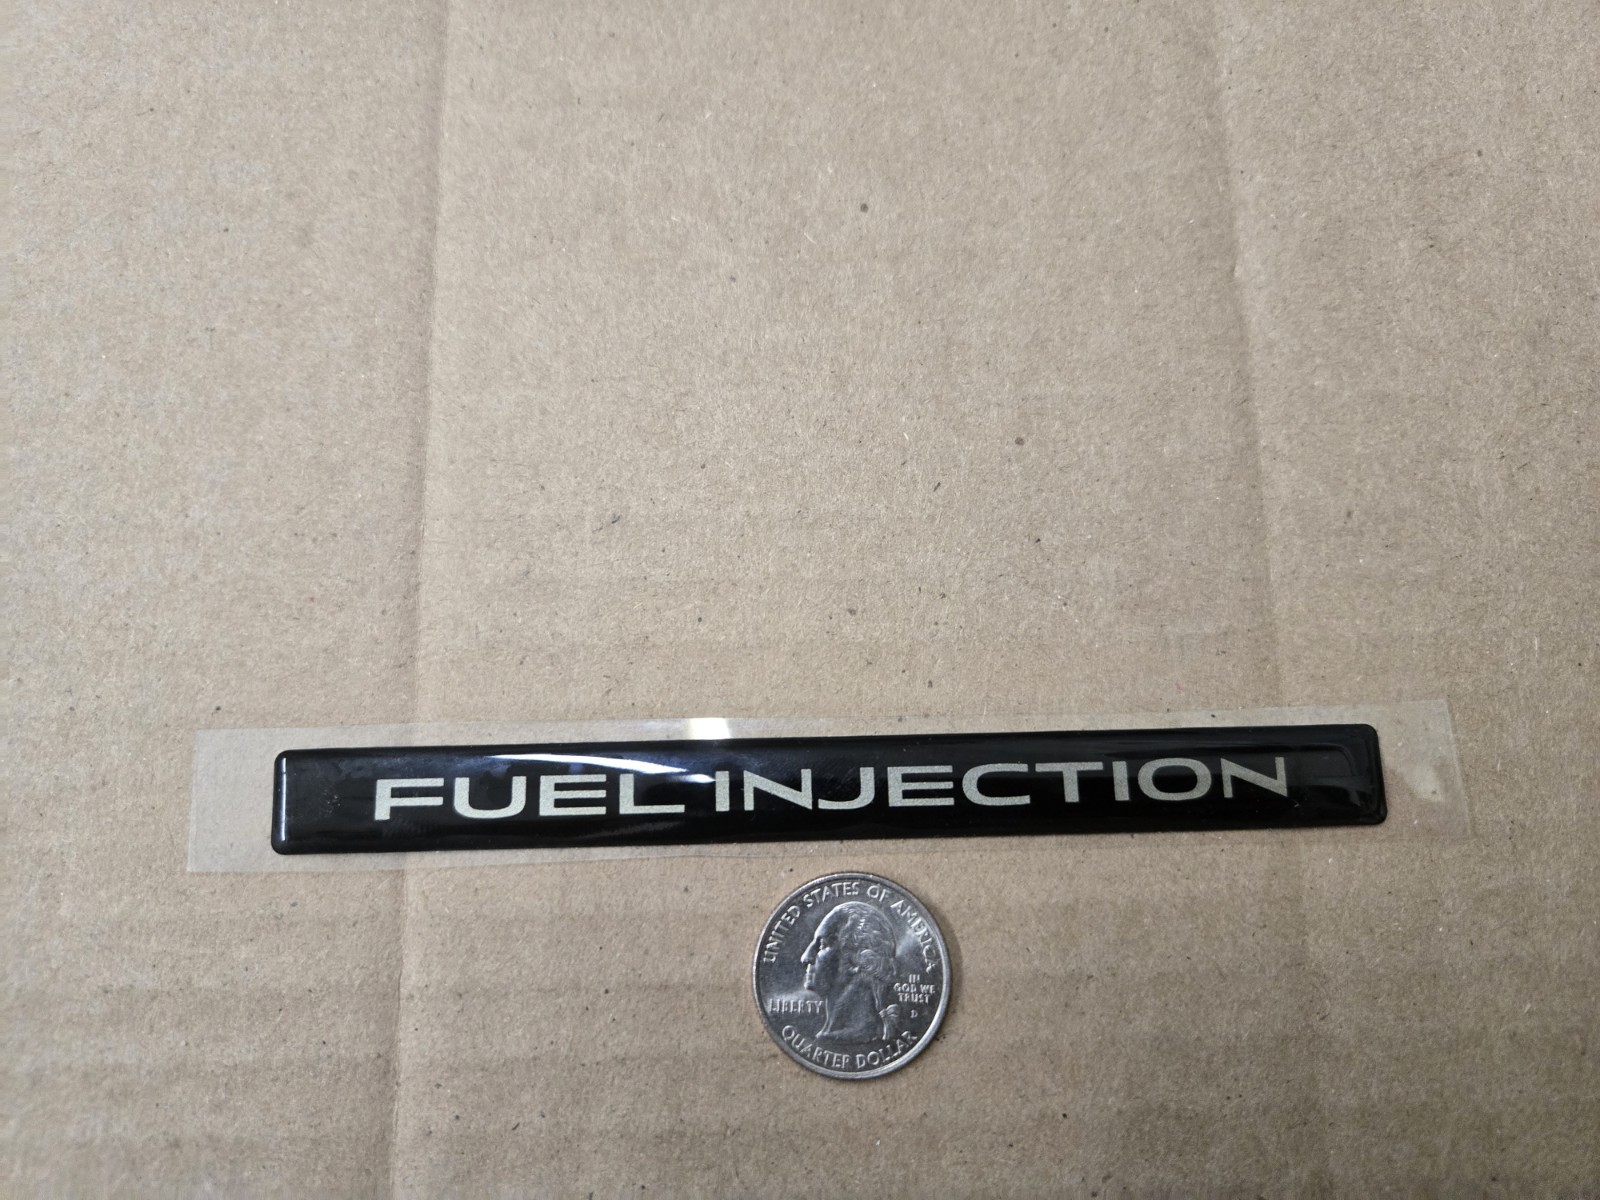 FUEL INJECTION
UNITED STATES OF AMERICA
IN
GOD WE
TRUST
LIBERTY
D
QUARTER DOLLAR